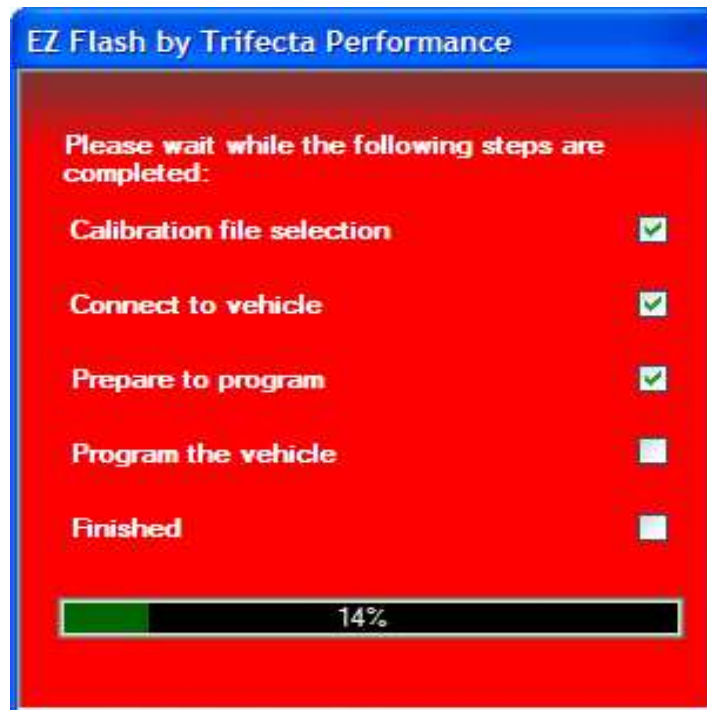 EZ Flash by Trifecta Performance
Please wait while the following steps are
completed:
Calibration file selection
Connect to vehicle
Prepare to program
Program the vehicle
Finished
14%